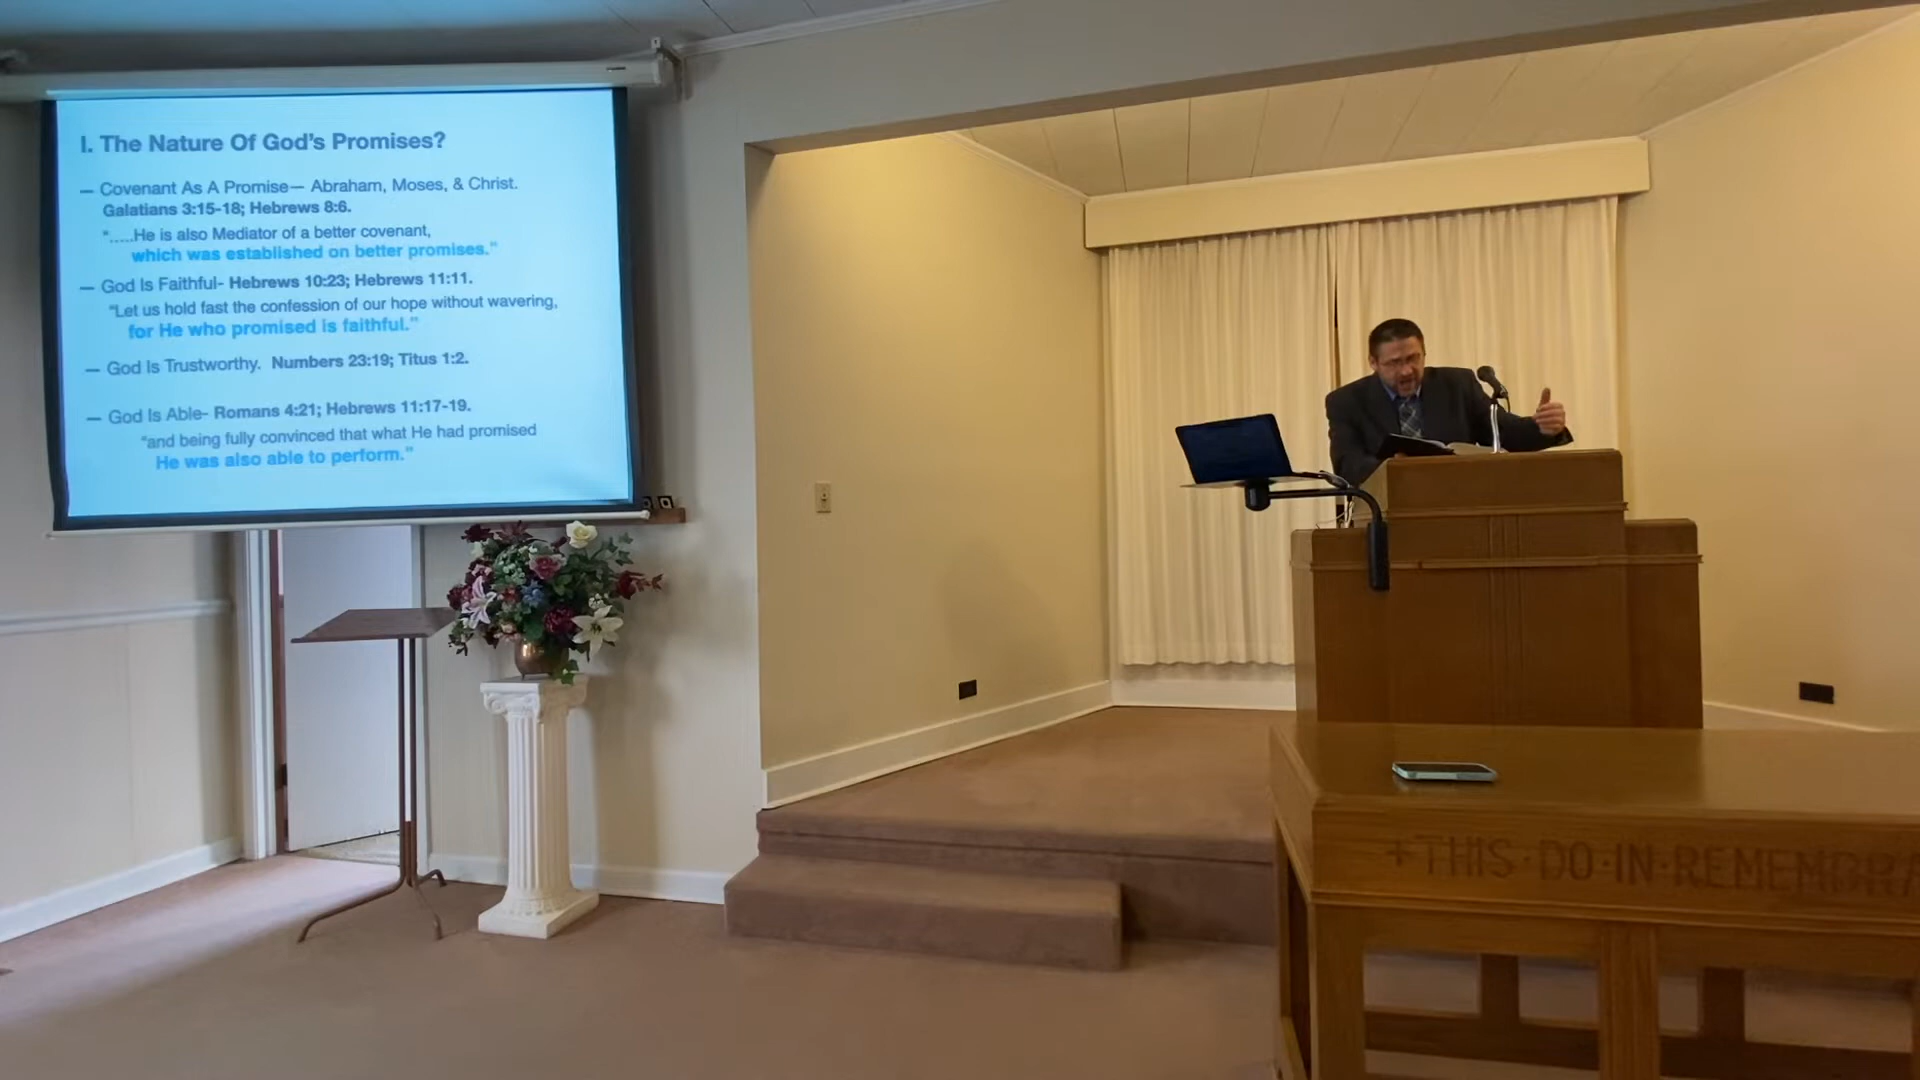 I. The Nature Of God's Promises?
— Covenant As A Promise— Abraham, Moses, & Christ.
Galatians 3:15-18; Hebrews 8:6.
".....He is also Mediator of a better covenant,
which was established on better promises."
— God Is Faithful- Hebrews 10:23; Hebrews 11:11.
"Let us hold fast the confession of our hope without wavering,
for He who promised is faithful."
— God Is Trustworthy. Numbers 23:19; Titus 1:2.
— God Is Able- Romans 4:21; Hebrews 11:17-19.
"and being fully convinced that what He had promised
He was also able to perform."
+THIS·DO·IN·REMEMBRA